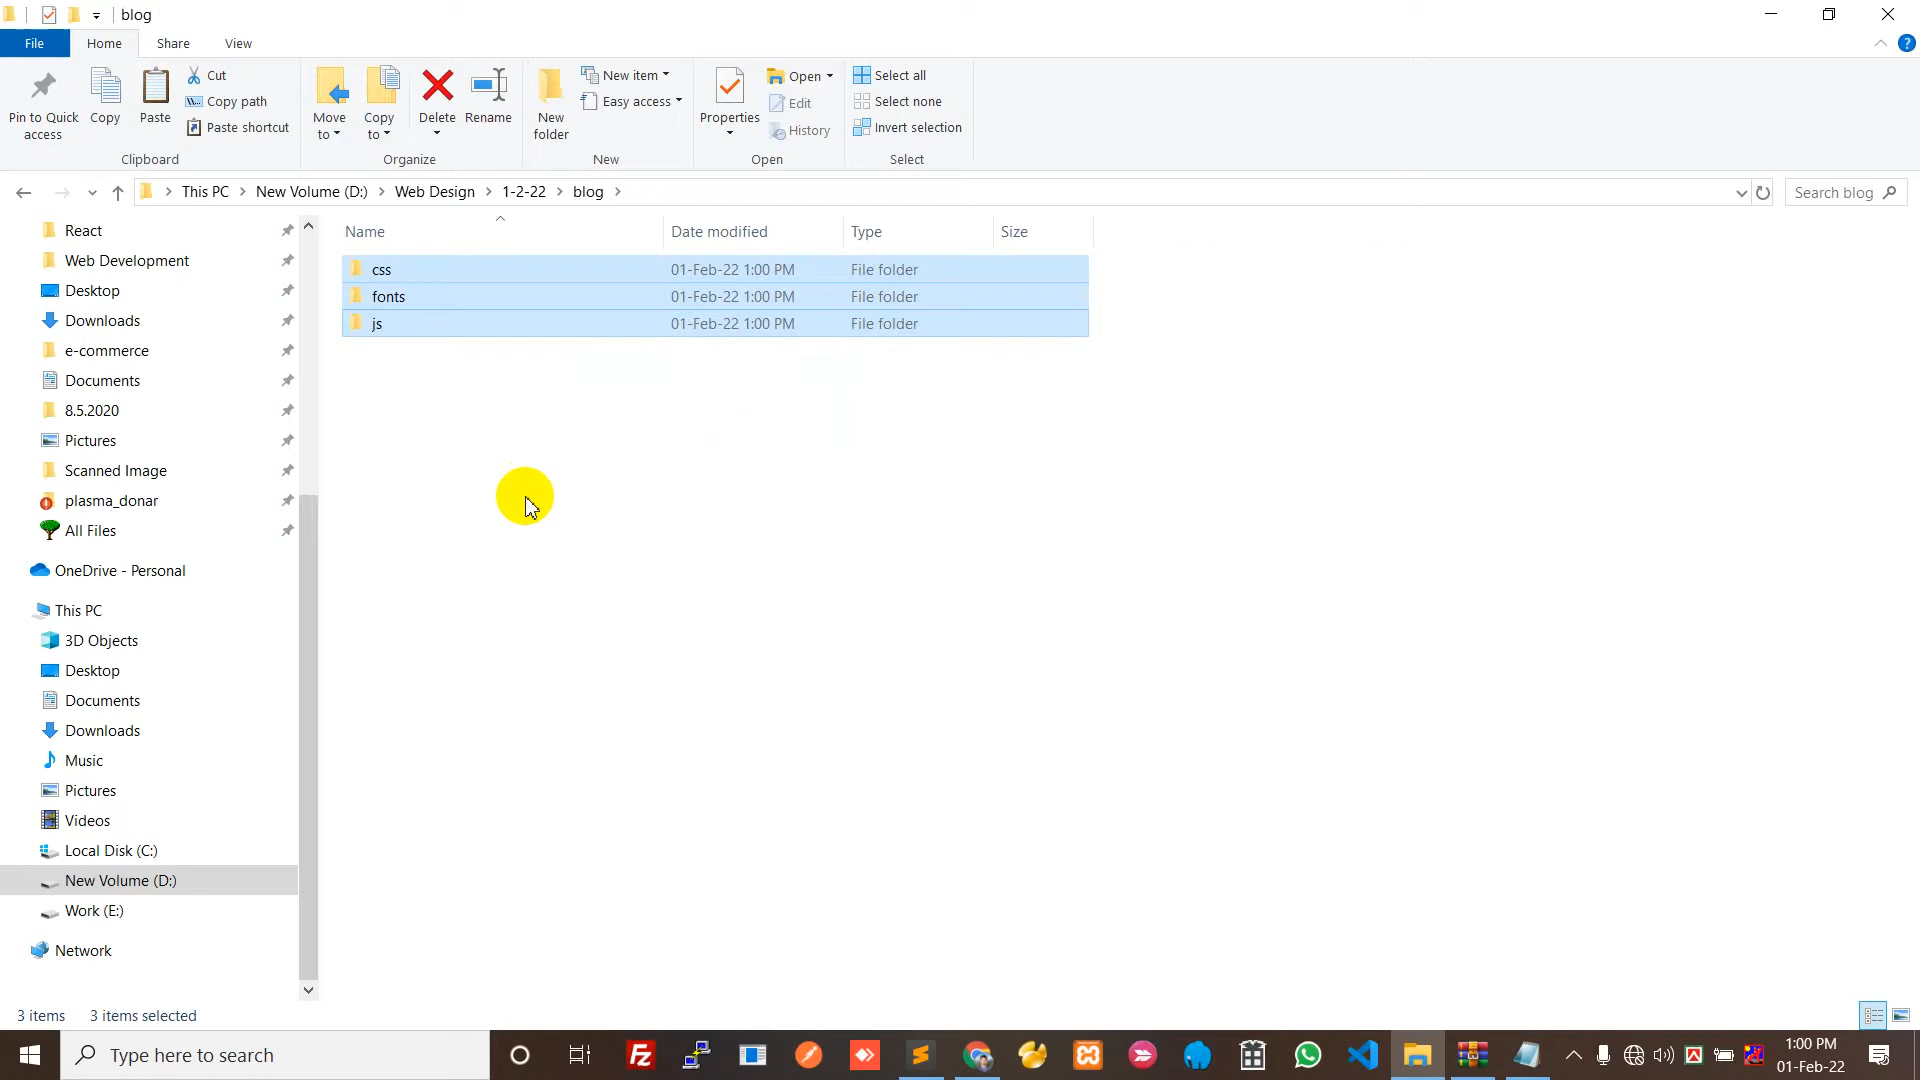 blog
File Home Share View
Pin to Quick access
Copy
Paste
Cut
Copy path
Paste shortcut
Clipboard
Move to
Copy to
Delete
Rename
Organize
New folder
New item
Easy access
New
Properties
Open
Edit
History
Open
Select all
Select none
Invert selection
Select
This PC New Volume (D:) Web Design 1-2-22 blog
Search blog
React
Web Development
Desktop
Downloads
e-commerce
Documents
8.5.2020
Pictures
Scanned Image
plasma_donar
All Files
OneDrive - Personal
This PC
3D Objects
Desktop
Documents
Downloads
Music
Pictures
Videos
Local Disk (C:)
New Volume (D:)
Work (E:)
Network
Name Date modified Type Size
css 01-Feb-22 1:00 PM File folder
fonts 01-Feb-22 1:00 PM File folder
js 01-Feb-22 1:00 PM File folder
3 items 3 items selected
Type here to search
1:00 PM
01-Feb-22